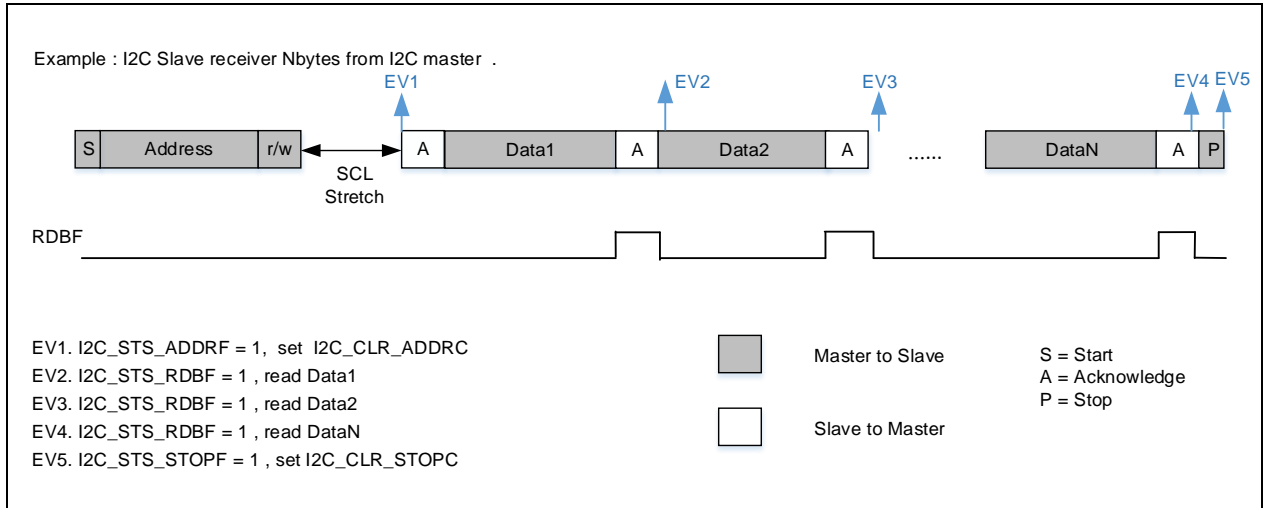 Example : I2C Slave receiver Nbytes from I2C master .
EV1 EV2 EV3 EV4 EV5
S Address r/w A Data1 A Data2 A ...... DataN A P
SCL
Stretch
RDBF
EV1. I2C_STS_ADDRF = 1, set I2C_CLR_ADDRC
EV2. I2C_STS_RDBF = 1 , read Data1
EV3. I2C_STS_RDBF = 1 , read Data2
EV4. I2C_STS_RDBF = 1 , read DataN
EV5. I2C_STS_STOPF = 1 , set I2C_CLR_STOPC
Master to Slave
Slave to Master
S = Start
A = Acknowledge
P = Stop